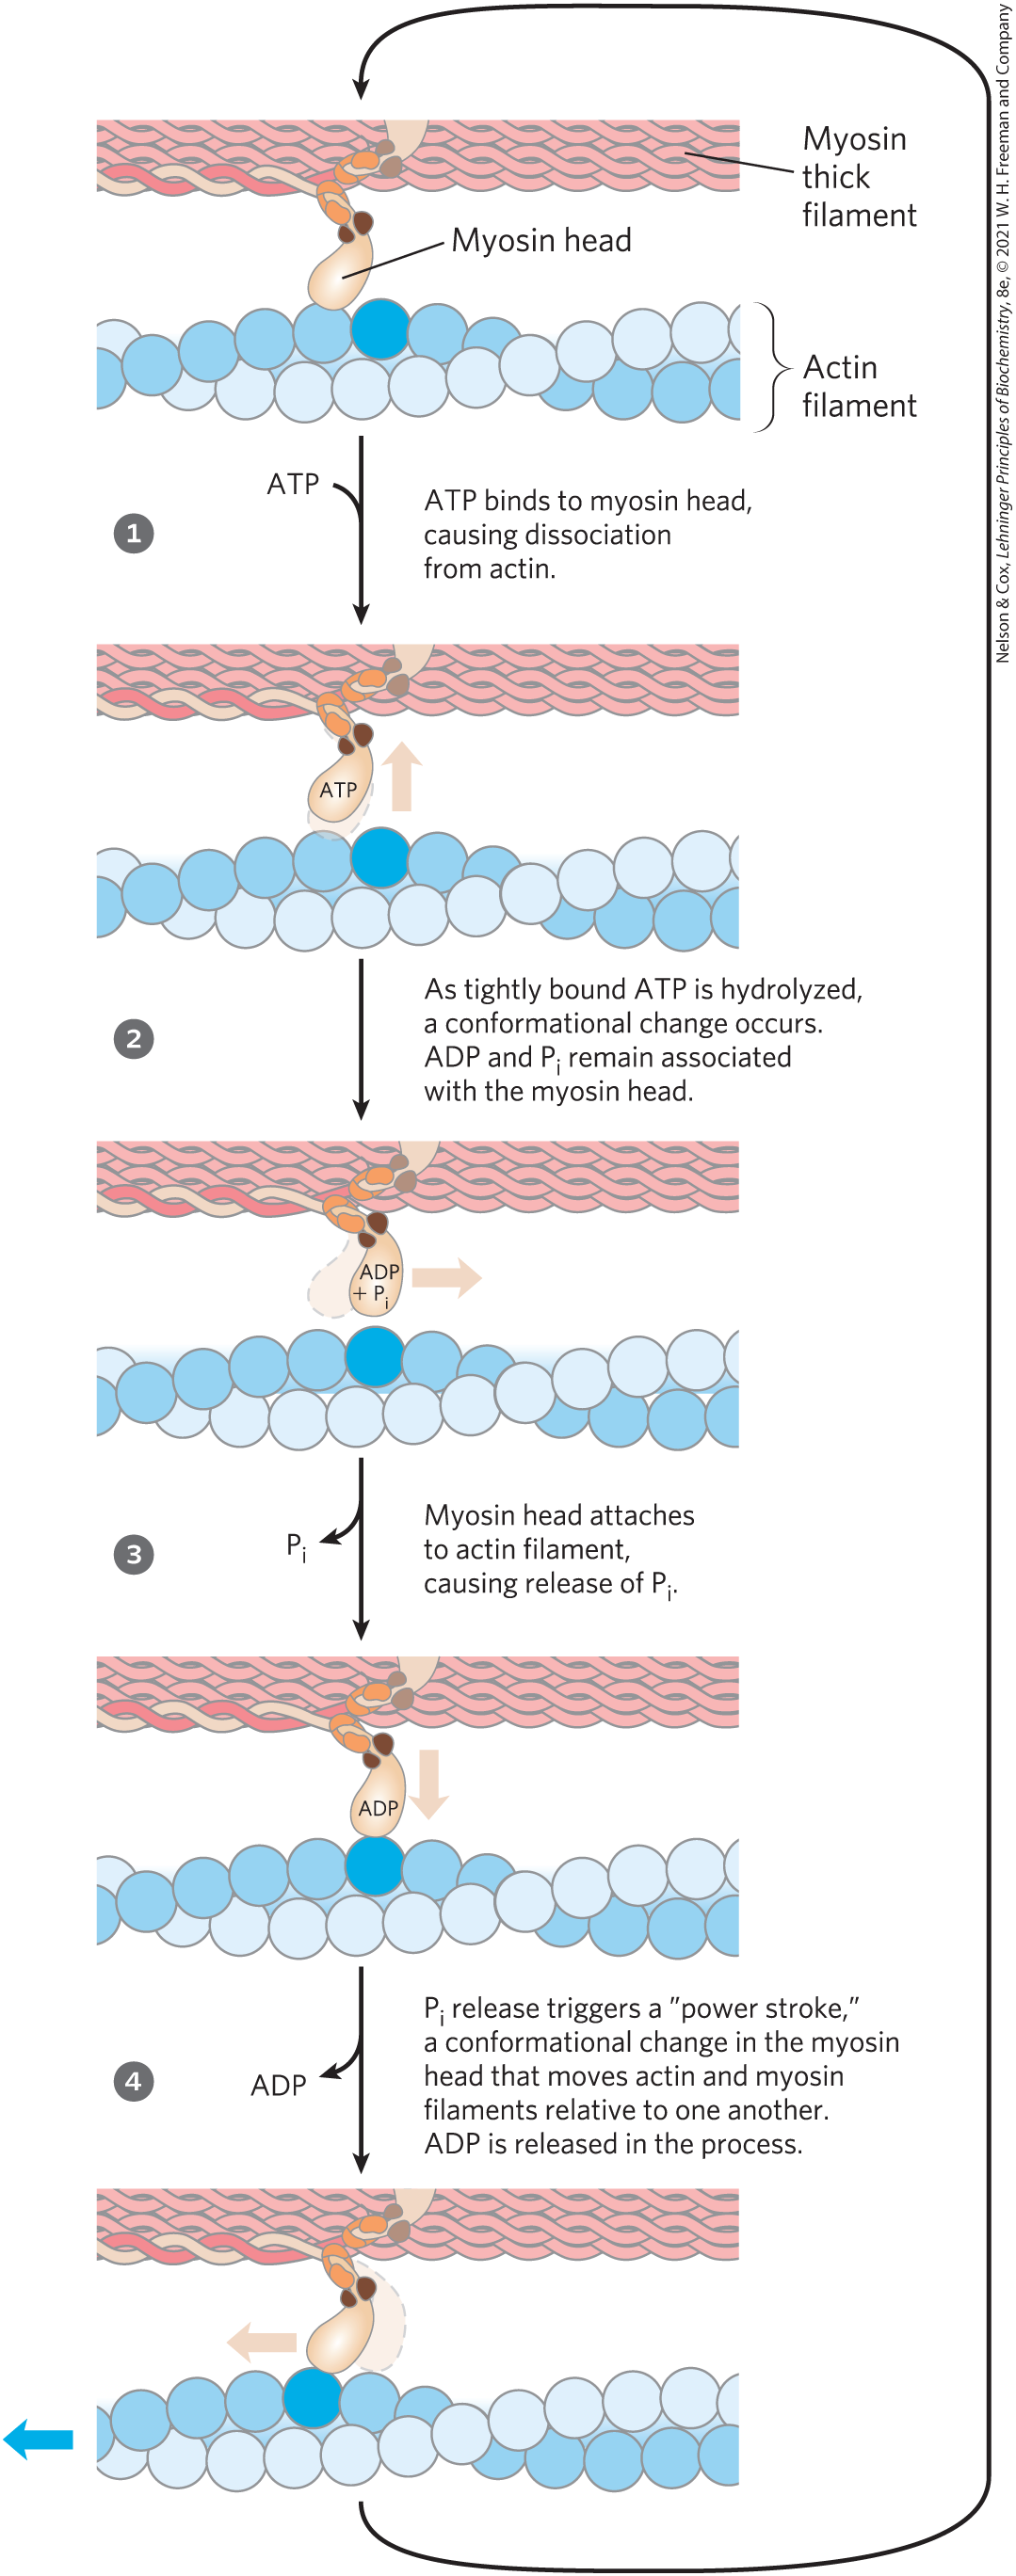 Nelson & Cox, Lehninger Principles of Biochemistry, 8e, © 2021 W. H. Freeman and Company
Myosin
thick
filament
Myosin head
Actin
filament
ATP
1
ATP binds to myosin head,
causing dissociation
from actin.
ATP
2
As tightly bound ATP is hydrolyzed,
a conformational change occurs.
ADP and Pi remain associated
with the myosin head.
ADP
+ Pi
3
Pi
Myosin head attaches
to actin filament,
causing release of Pi.
ADP
4
ADP
Pi release triggers a ”power stroke,”
a conformational change in the myosin
head that moves actin and myosin
filaments relative to one another.
ADP is released in the process.